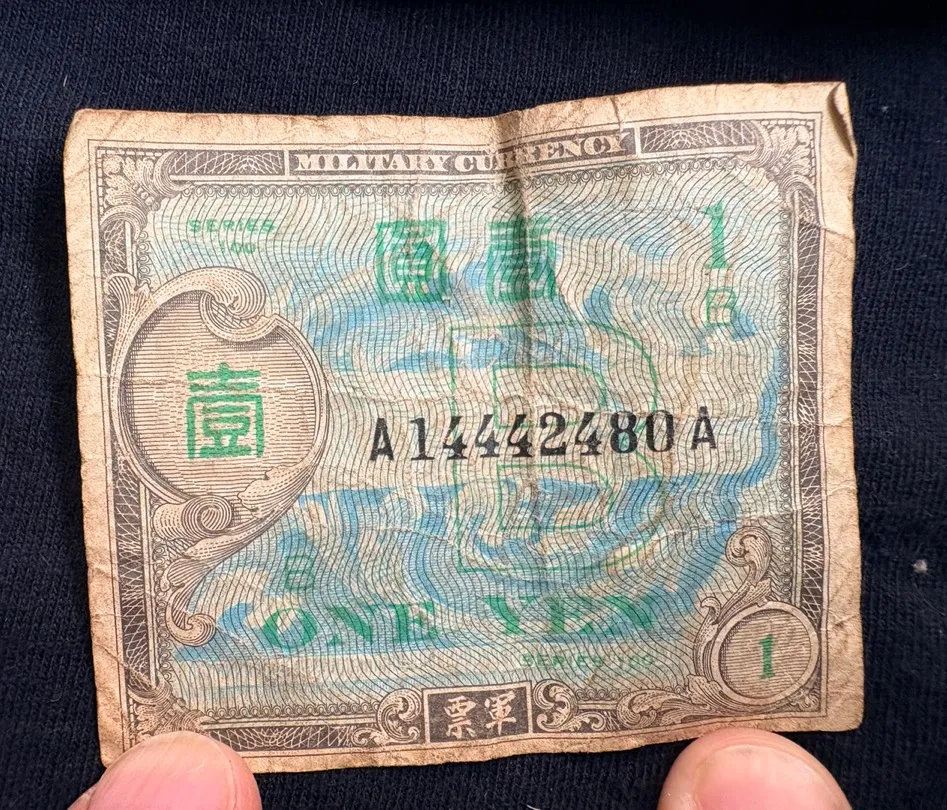 MILITARY CURRENCY
SERIES
100
壹圓
1
B
壹
B
A14442480A
B
ONE YEN
SERIES 100
1
軍票